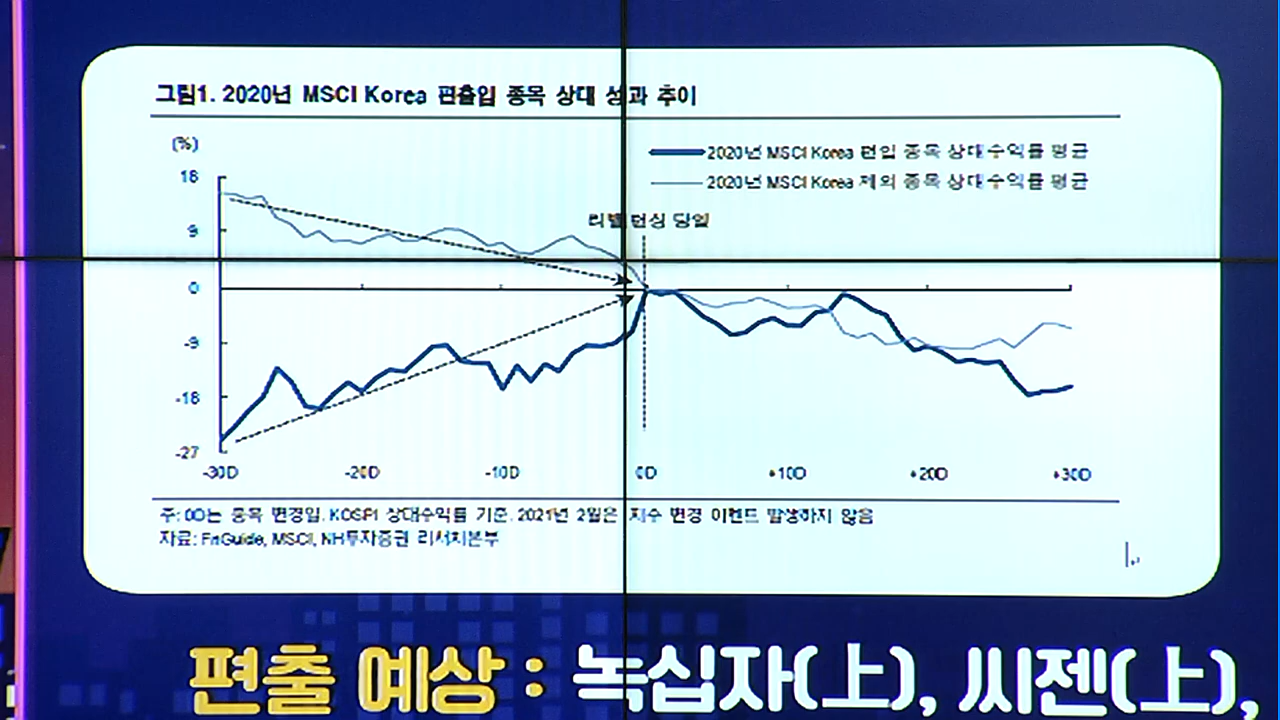 그림1. 2020년 MSCI Korea 편출입 종목 상대 성과 추이
(%)
2020년 MSCI Korea 편입 종목 상대수익률 평균
2020년 MSCI Korea 제외 종목 상대수익률 평균
리밸런싱 당일
18
9
0
-9
-18
-27
-30D -20D -10D 0D +10D +20D +30D
주: 0D는 종목 변경일. KOSPI 상대수익률 기준. 2021년 2월은 지수 변경 이벤트 발생하지 않음
자료: FnGuide, MSCI, NH투자증권 리서치본부
편출 예상 : 녹십자(上), 씨젠(上),